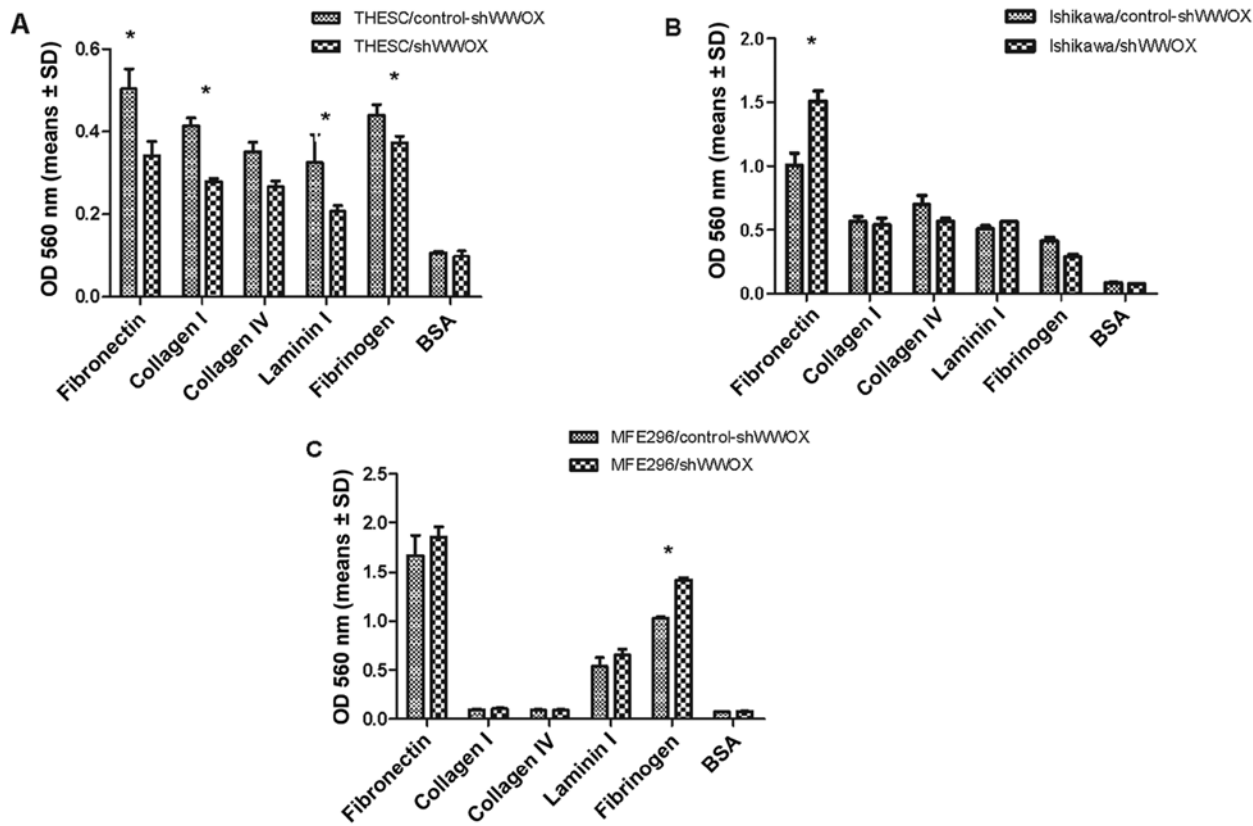 A
THESC/control-shWWOX
THESC/shWWOX
OD 560 nm (means ± SD)
0.6
0.4
0.2
0.0
*
*
*
*
Fibronectin
Collagen I
Collagen IV
Laminin I
Fibrinogen
BSA
B
Ishikawa/control-shWWOX
Ishikawa/shWWOX
OD 560 nm (means ± SD)
2.0
1.5
1.0
0.5
0.0
*
Fibronectin
Collagen I
Collagen IV
Laminin I
Fibrinogen
BSA
C
MFE296/control-shWWOX
MFE296/shWWOX
OD 560 nm (means ± SD)
2.5
2.0
1.5
1.0
0.5
0.0
*
Fibronectin
Collagen I
Collagen IV
Laminin I
Fibrinogen
BSA